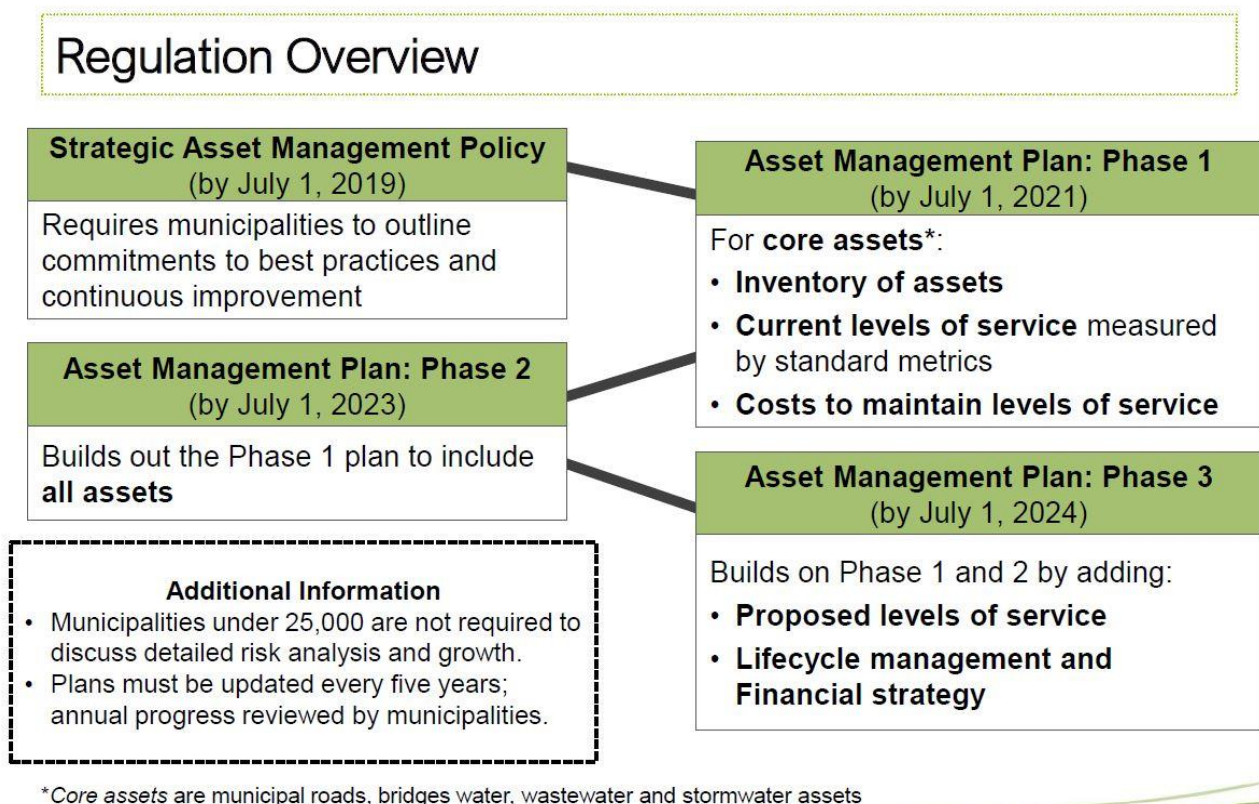 Regulation Overview
Strategic Asset Management Policy
(by July 1, 2019)
Requires municipalities to outline
commitments to best practices and
continuous improvement
Asset Management Plan: Phase 1
(by July 1, 2021)
For core assets*:
• Inventory of assets
• Current levels of service measured
by standard metrics
• Costs to maintain levels of service
Asset Management Plan: Phase 2
(by July 1, 2023)
Builds out the Phase 1 plan to include
all assets
Asset Management Plan: Phase 3
(by July 1, 2024)
Builds on Phase 1 and 2 by adding:
• Proposed levels of service
• Lifecycle management and
Financial strategy
Additional Information
• Municipalities under 25,000 are not required to
discuss detailed risk analysis and growth.
• Plans must be updated every five years;
annual progress reviewed by municipalities.
*Core assets are municipal roads, bridges water, wastewater and stormwater assets